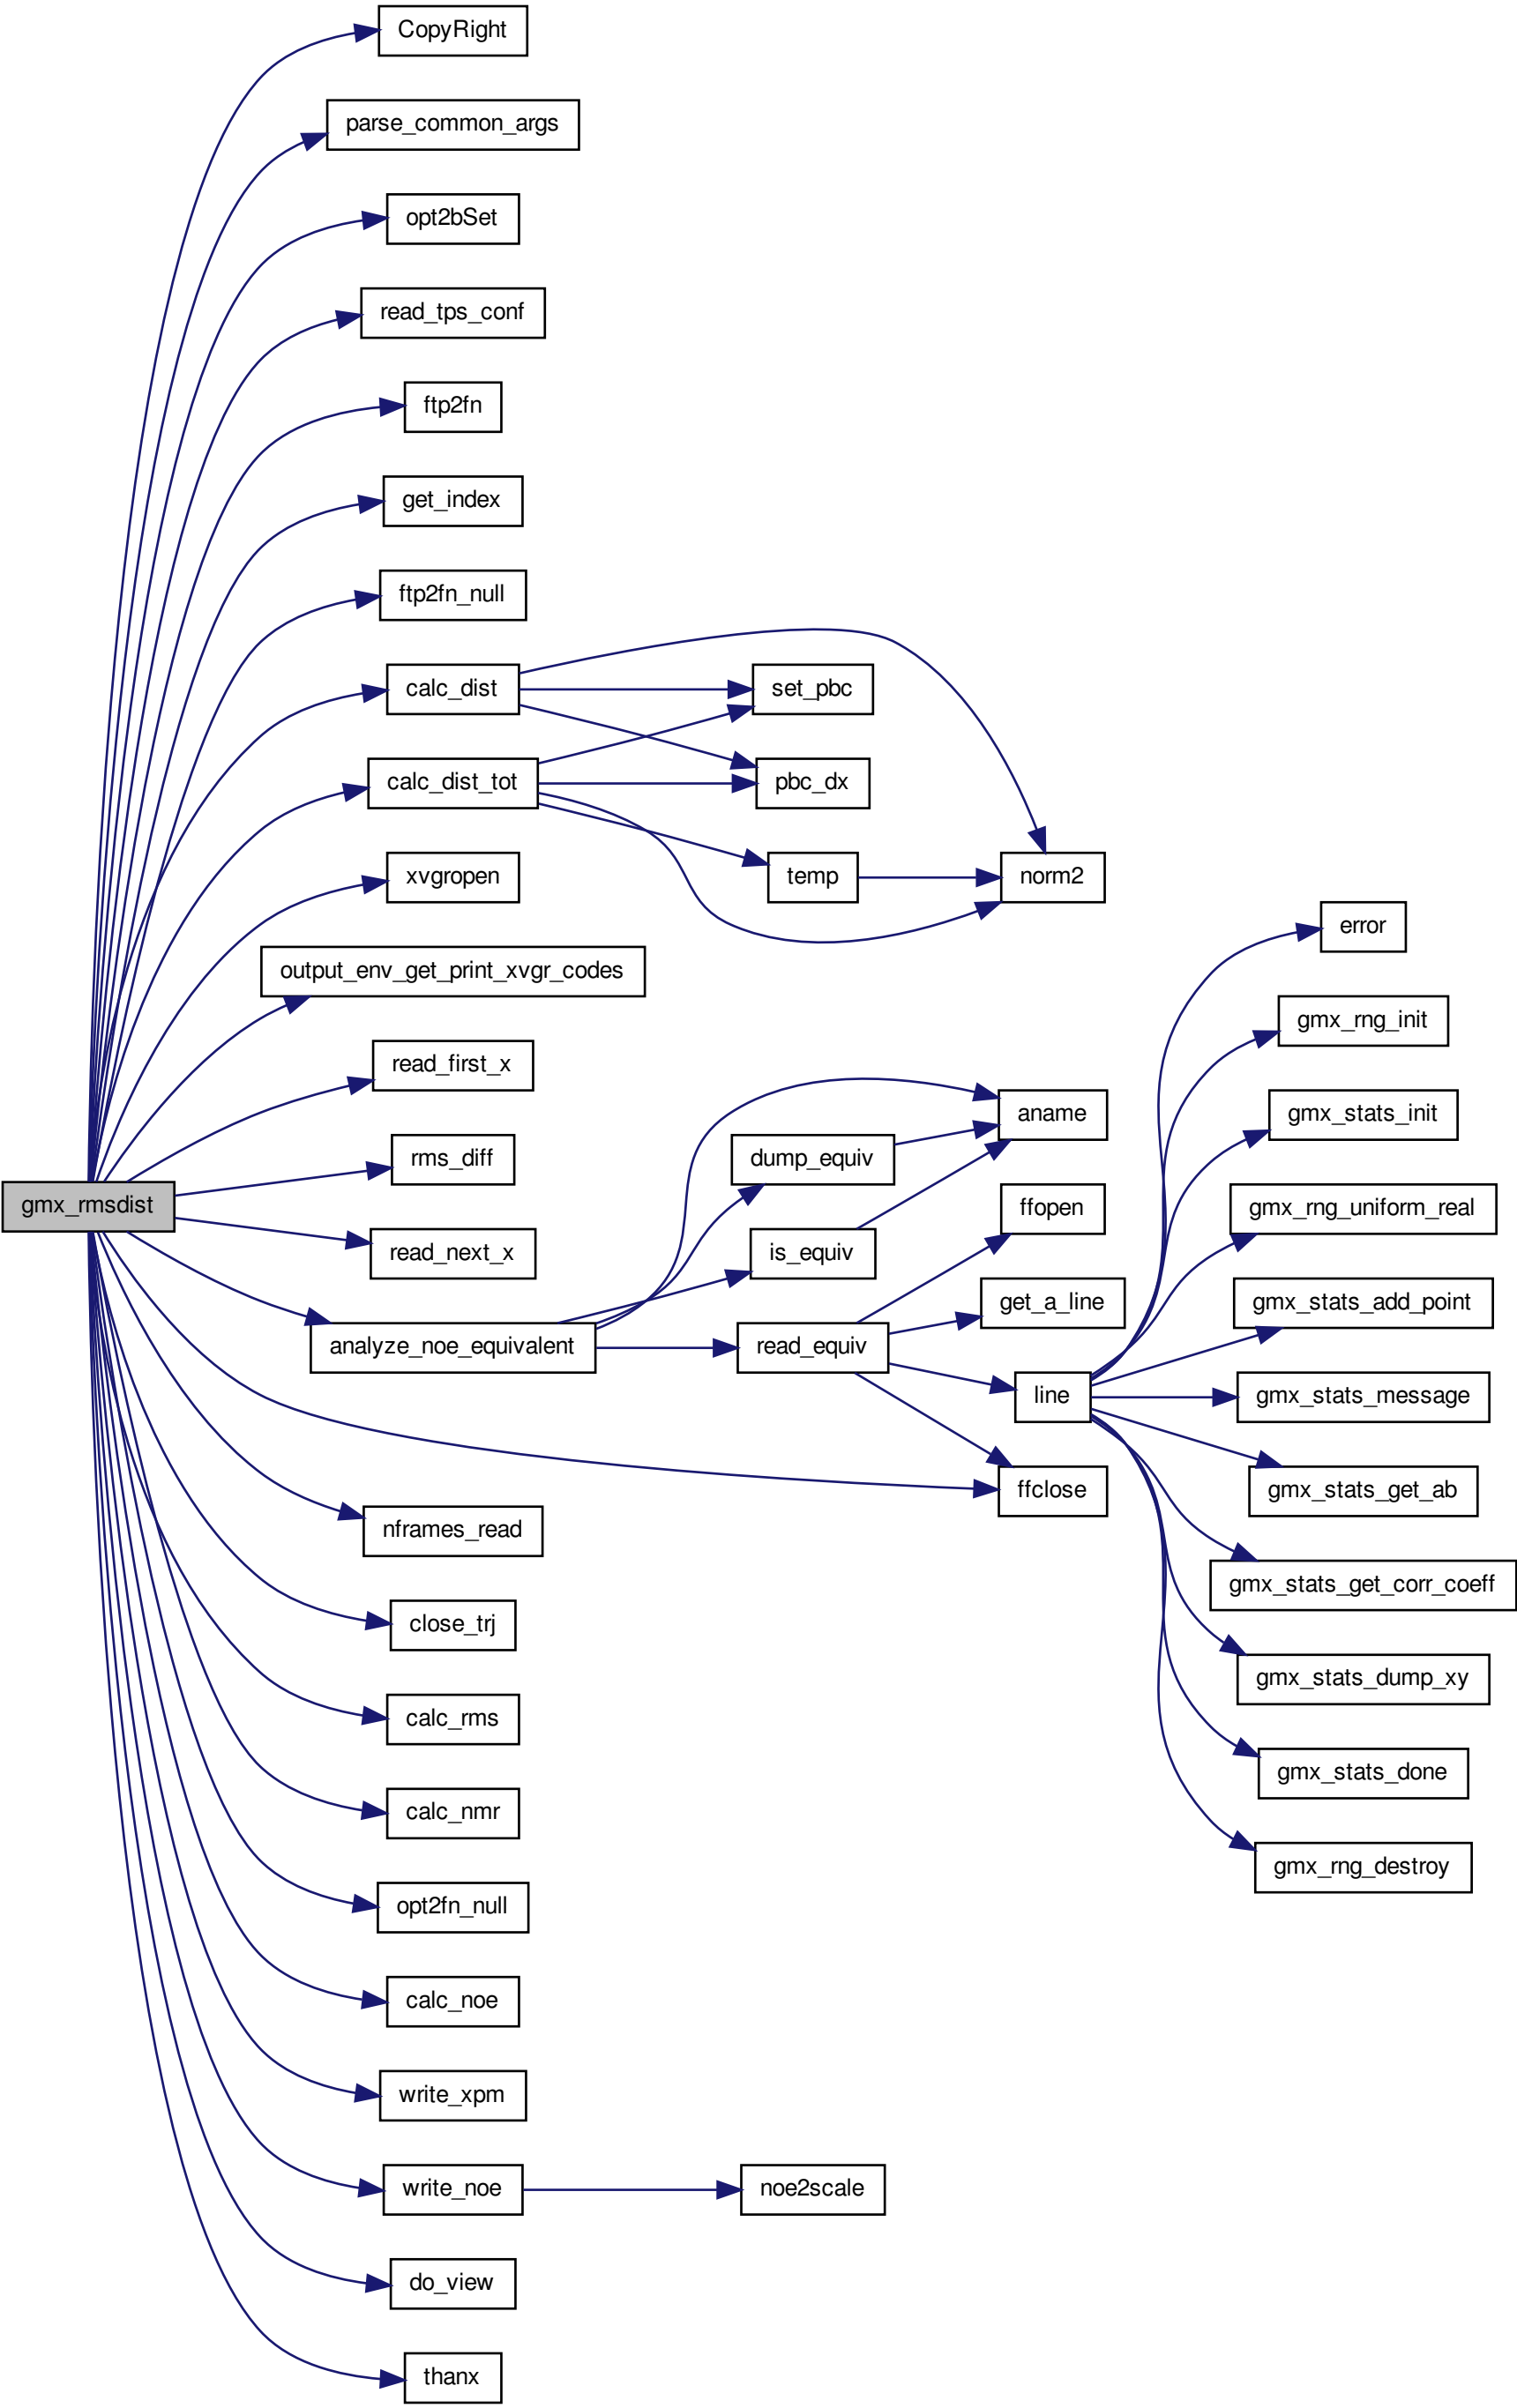 CopyRight
parse_common_args
opt2bSet
read_tps_conf
ftp2fn
get_index
ftp2fn_null
calc_dist
set_pbc
calc_dist_tot
pbc_dx
xvgropen
temp
norm2
error
output_env_get_print_xvgr_codes
gmx_rng_init
read_first_x
aname
gmx_stats_init
rms_diff
dump_equiv
gmx_rmsdist
ffopen
gmx_rng_uniform_real
read_next_x
is_equiv
get_a_line
gmx_stats_add_point
analyze_noe_equivalent
read_equiv
line
gmx_stats_message
ffclose
gmx_stats_get_ab
nframes_read
gmx_stats_get_corr_coeff
close_trj
gmx_stats_dump_xy
calc_rms
gmx_stats_done
calc_nmr
gmx_rng_destroy
opt2fn_null
calc_noe
write_xpm
write_noe
noe2scale
do_view
thanx